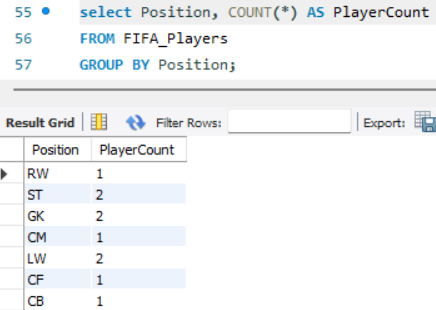 55 select Position, COUNT(*) AS PlayerCount
56 FROM FIFA_Players
57 GROUP BY Position;
Result Grid Filter Rows: Export:
Position PlayerCount
RW 1
ST 2
GK 2
CM 1
LW 2
CF 1
CB 1